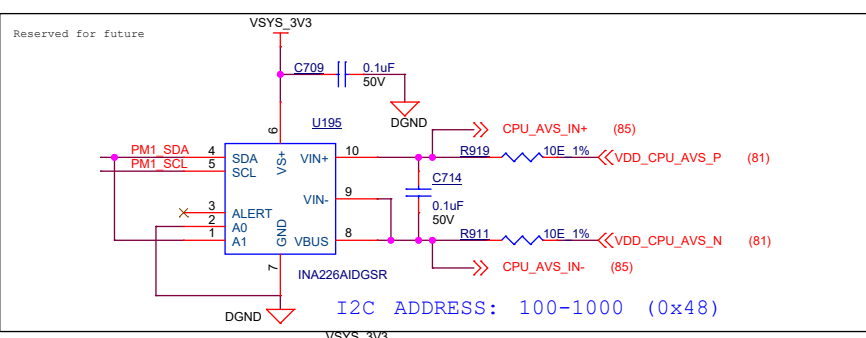 VSYS_3V3
Reserved for future
C709
0.1uF
50V
DGND
U195
6
VS+
CPU_AVS_IN+ (85)
PM1_SDA 4 SDA
PM1_SCL 5 SCL
VIN+ 10
R919 10E_1% VDD_CPU_AVS_P (81)
C714
0.1uF
50V
VIN- 9
3 ALERT
2 A0
1 A1
GND
VBUS 8
R911 10E_1% VDD_CPU_AVS_N (81)
7
INA226AIDGSR
CPU_AVS_IN- (85)
DGND
I2C ADDRESS: 100-1000 (0x48)
VSYS_3V3